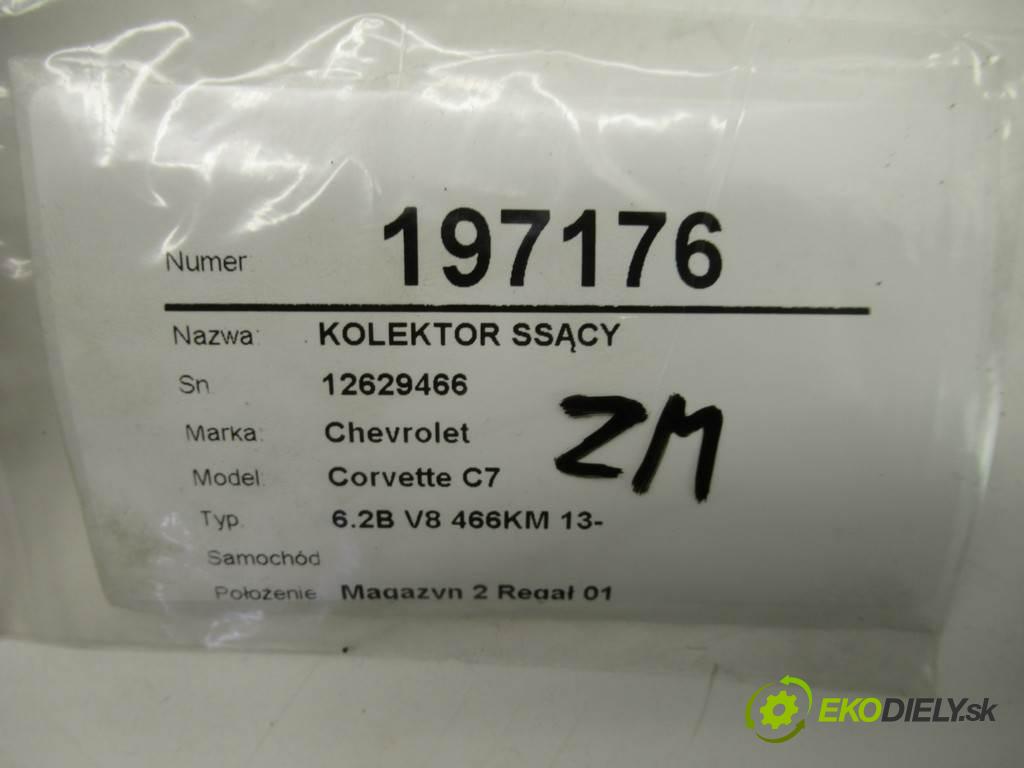 Numer 197176
Nazwa: KOLEKTOR SSĄCY
Sn 12629466
Marka: Chevrolet
ZM
Model: Corvette C7
Typ. 6.2B V8 466KM 13-
Samochód
Położenie Magazyn 2 Regał 01
EKODIELY.sk